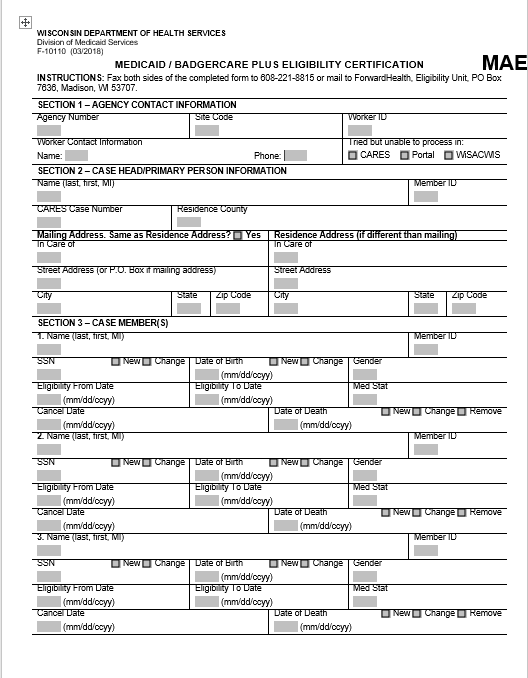 WISCONSIN DEPARTMENT OF HEALTH SERVICES
Division of Medicaid Services
F-10110 (03/2018)
MEDICAID / BADGERCARE PLUS ELIGIBILITY CERTIFICATION
MAE
INSTRUCTIONS: Fax both sides of the completed form to 608-221-8815 or mail to ForwardHealth, Eligibility Unit, PO Box
7636, Madison, WI 53707.
SECTION 1 – AGENCY CONTACT INFORMATION
Agency Number Site Code Worker ID
Worker Contact Information Tried but unable to process in:
Name: Phone: CARES Portal WiSACWIS
SECTION 2 – CASE HEAD/PRIMARY PERSON INFORMATION
Name (last, first, MI) Member ID
CARES Case Number Residence County
Mailing Address. Same as Residence Address? Yes Residence Address (if different than mailing)
In Care of In Care of
Street Address (or P.O. Box if mailing address) Street Address
City State Zip Code City State Zip Code
SECTION 3 – CASE MEMBER(S)
1. Name (last, first, MI) Member ID
SSN New Change Date of Birth New Change Gender
(mm/dd/ccyy)
Eligibility From Date Eligibility To Date Med Stat
(mm/dd/ccyy) (mm/dd/ccyy)
Cancel Date Date of Death New Change Remove
(mm/dd/ccyy) (mm/dd/ccyy)
2. Name (last, first, MI) Member ID
SSN New Change Date of Birth New Change Gender
(mm/dd/ccyy)
Eligibility From Date Eligibility To Date Med Stat
(mm/dd/ccyy) (mm/dd/ccyy)
Cancel Date Date of Death New Change Remove
(mm/dd/ccyy) (mm/dd/ccyy)
3. Name (last, first, MI) Member ID
SSN New Change Date of Birth New Change Gender
(mm/dd/ccyy)
Eligibility From Date Eligibility To Date Med Stat
(mm/dd/ccyy) (mm/dd/ccyy)
Cancel Date Date of Death New Change Remove
(mm/dd/ccyy) (mm/dd/ccyy)